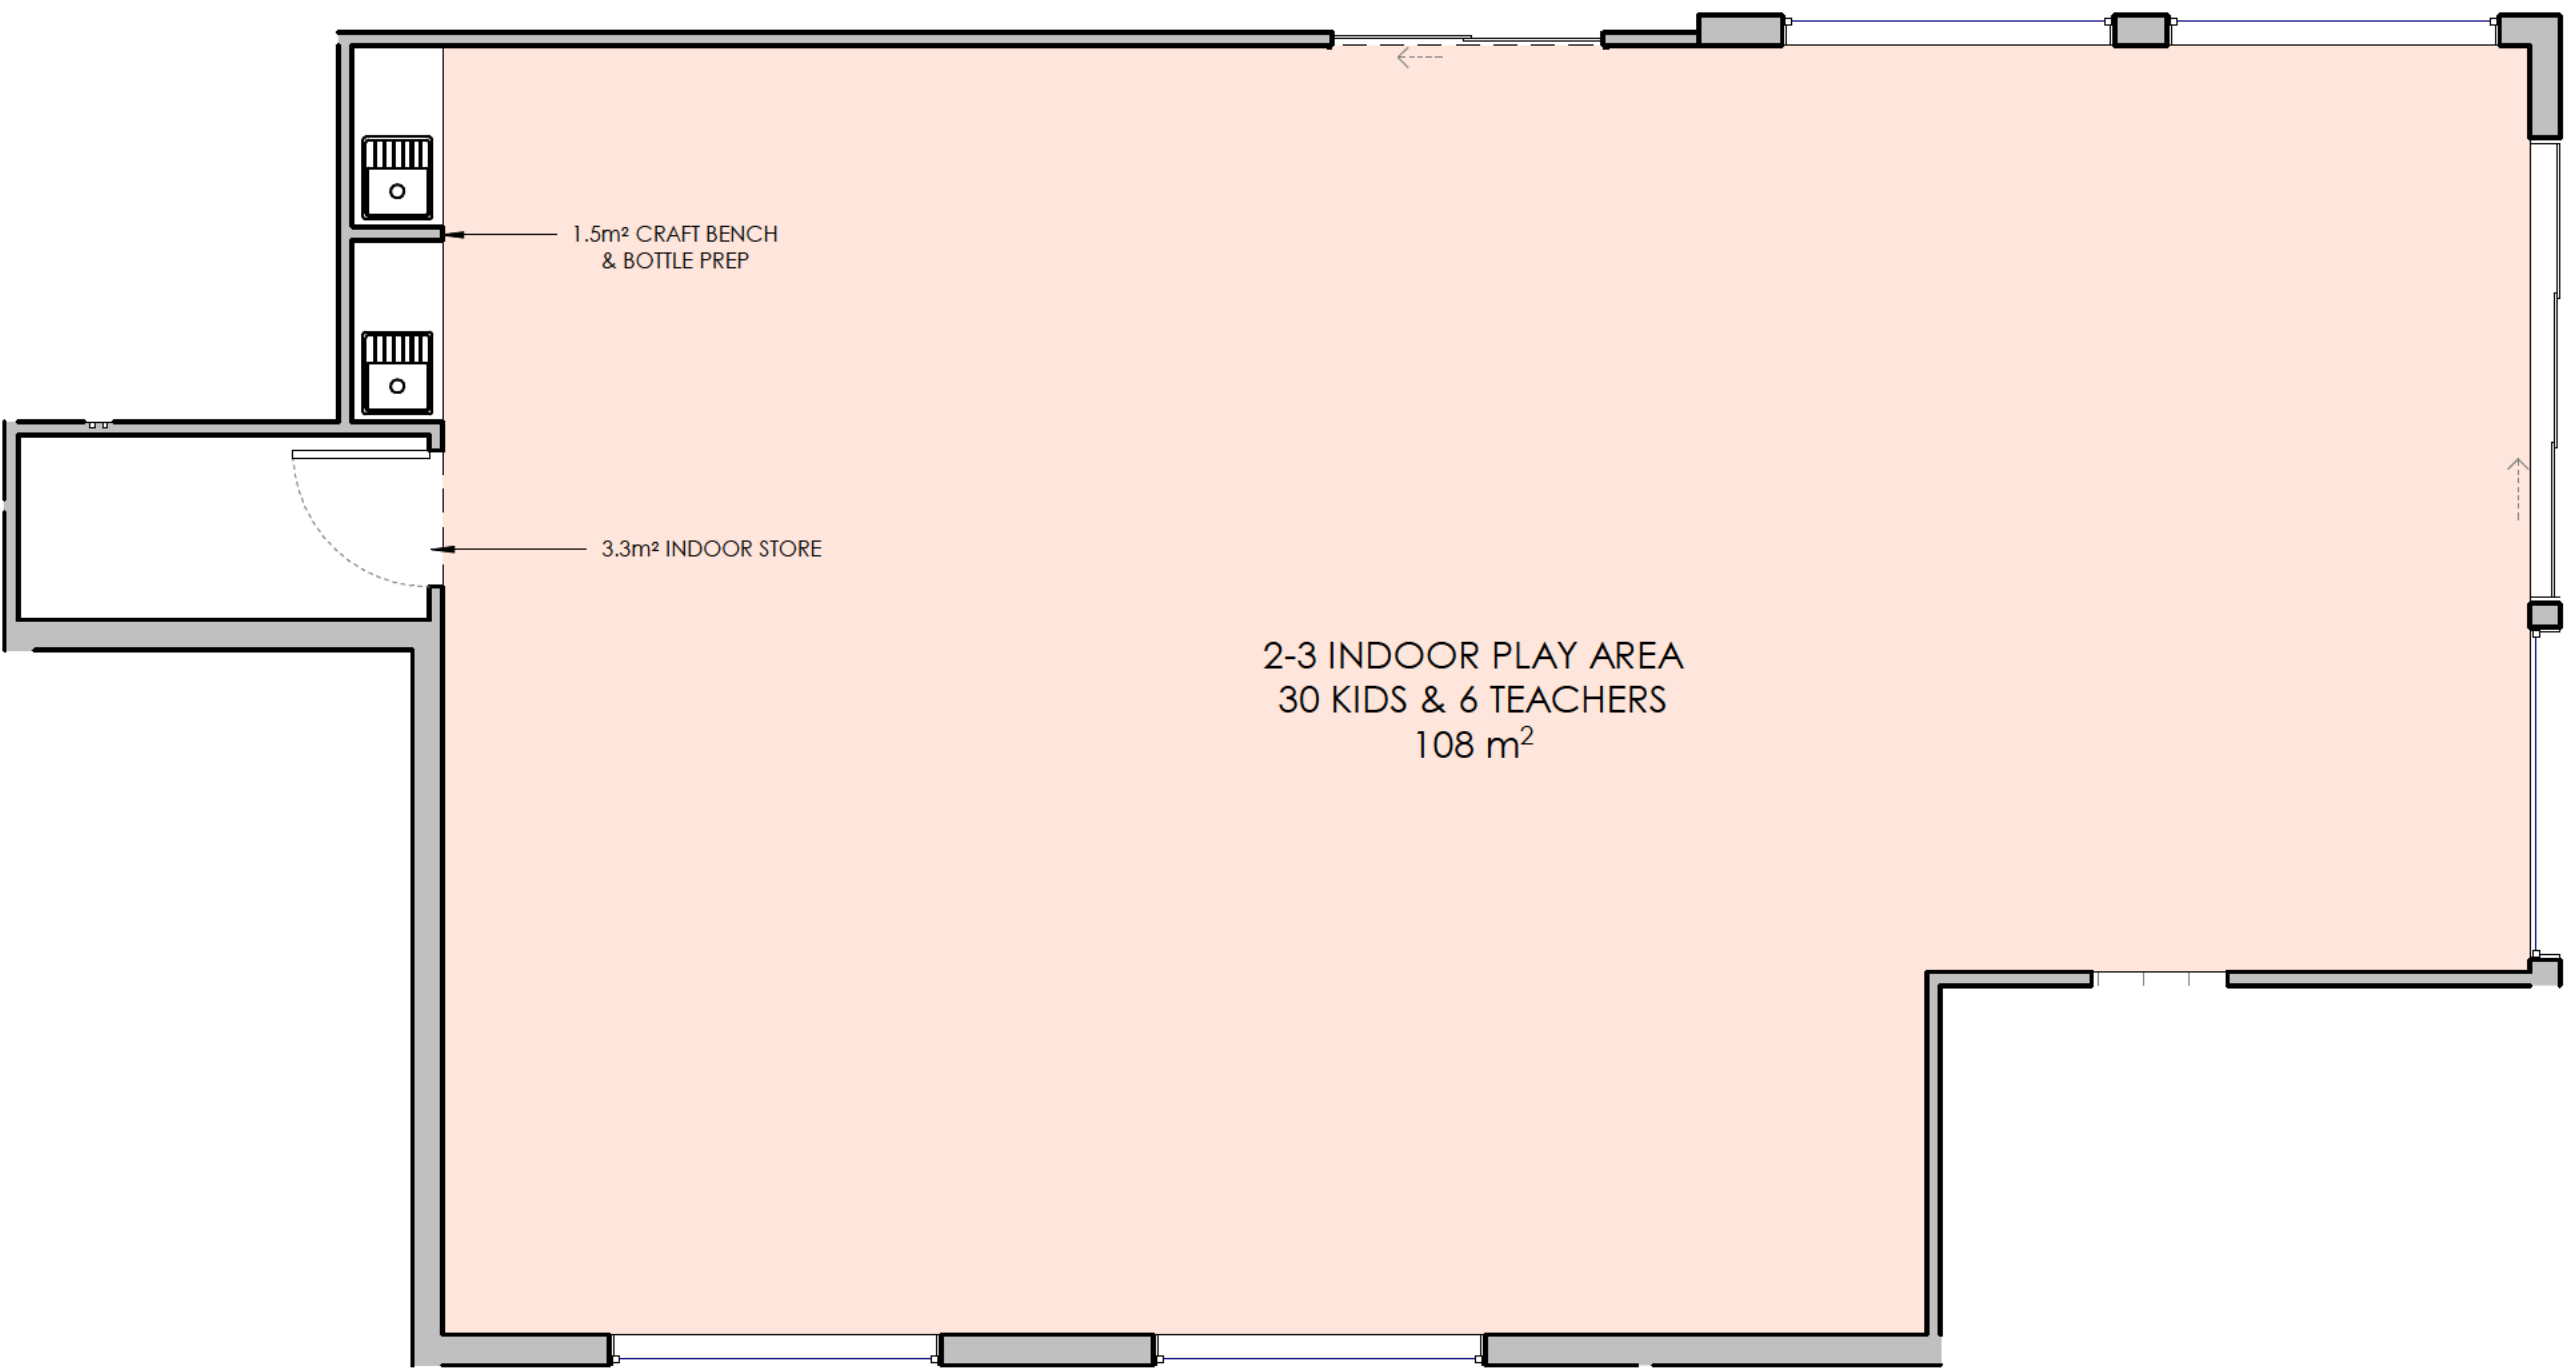 1.5m² CRAFT BENCH
& BOTTLE PREP
3.3m² INDOOR STORE
2-3 INDOOR PLAY AREA
30 KIDS & 6 TEACHERS
108 m²